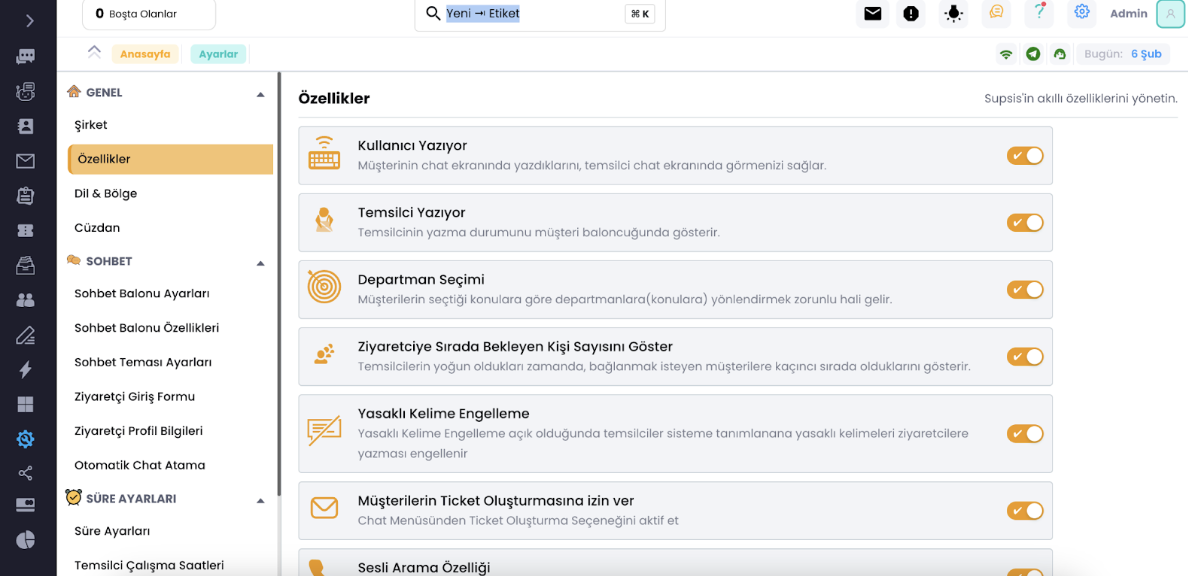 0 Boşta Olanlar
Yeni ⇥ Etiket
⌘ K
Admin
Anasayfa
Ayarlar
Bugün: 6 Şub
GENEL
Şirket
Özellikler
Dil & Bölge
Cüzdan
SOHBET
Sohbet Balonu Ayarları
Sohbet Balonu Özellikleri
Sohbet Teması Ayarları
Ziyaretçi Giriş Formu
Ziyaretçi Profil Bilgileri
Otomatik Chat Atama
SÜRE AYARLARI
Süre Ayarları
Temsilci Çalışma Saatleri
Özellikler
Supsis'in akıllı özelliklerini yönetin.
Kullanıcı Yazıyor
Müşterinin chat ekranında yazdıklarını, temsilci chat ekranında görmenizi sağlar.
Temsilci Yazıyor
Temsilcinin yazma durumunu müşteri baloncuğunda gösterir.
Departman Seçimi
Müşterilerin seçtiği konulara göre departmanlara(konulara) yönlendirmek zorunlu hali gelir.
Ziyaretciye Sırada Bekleyen Kişi Sayısını Göster
Temsilcilerin yoğun oldukları zamanda, bağlanmak isteyen müşterilere kaçıncı sırada olduklarını gösterir.
Yasaklı Kelime Engelleme
Yasaklı Kelime Engelleme açık olduğunda temsilciler sisteme tanımlanana yasaklı kelimeleri ziyaretcilere
yazması engellenir
Müşterilerin Ticket Oluşturmasına izin ver
Chat Menüsünden Ticket Oluşturma Seçeneğini aktif et
Sesli Arama Özelliği